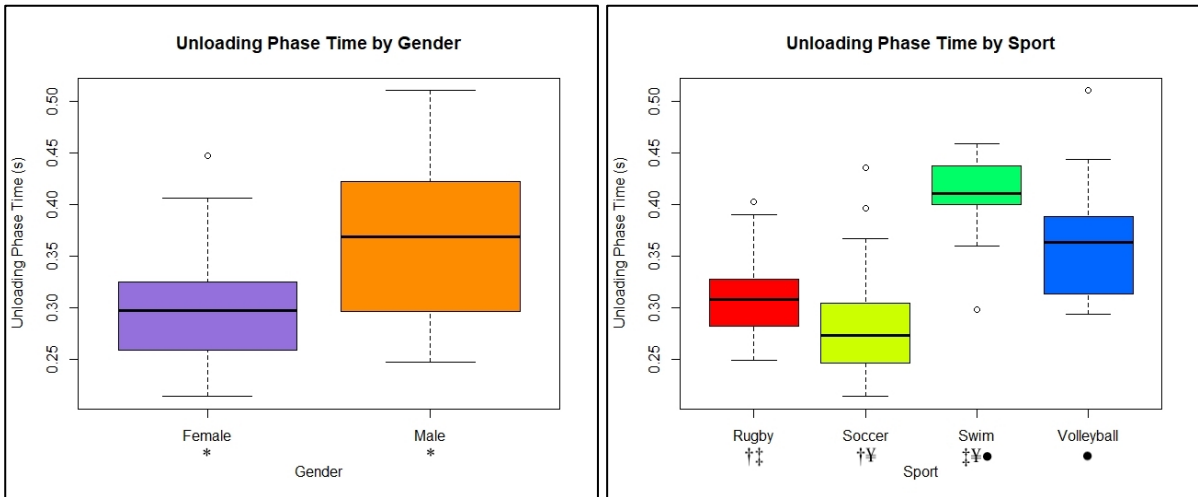 Unloading Phase Time by Gender
Unloading Phase Time (s)
0.50
0.45
0.40
0.35
0.30
0.25
Female Male
* *
Gender
Unloading Phase Time by Sport
Unloading Phase Time (s)
0.50
0.45
0.40
0.35
0.30
0.25
Rugby Soccer Swim Volleyball
†‡ †¥ ‡¥● ●
Sport